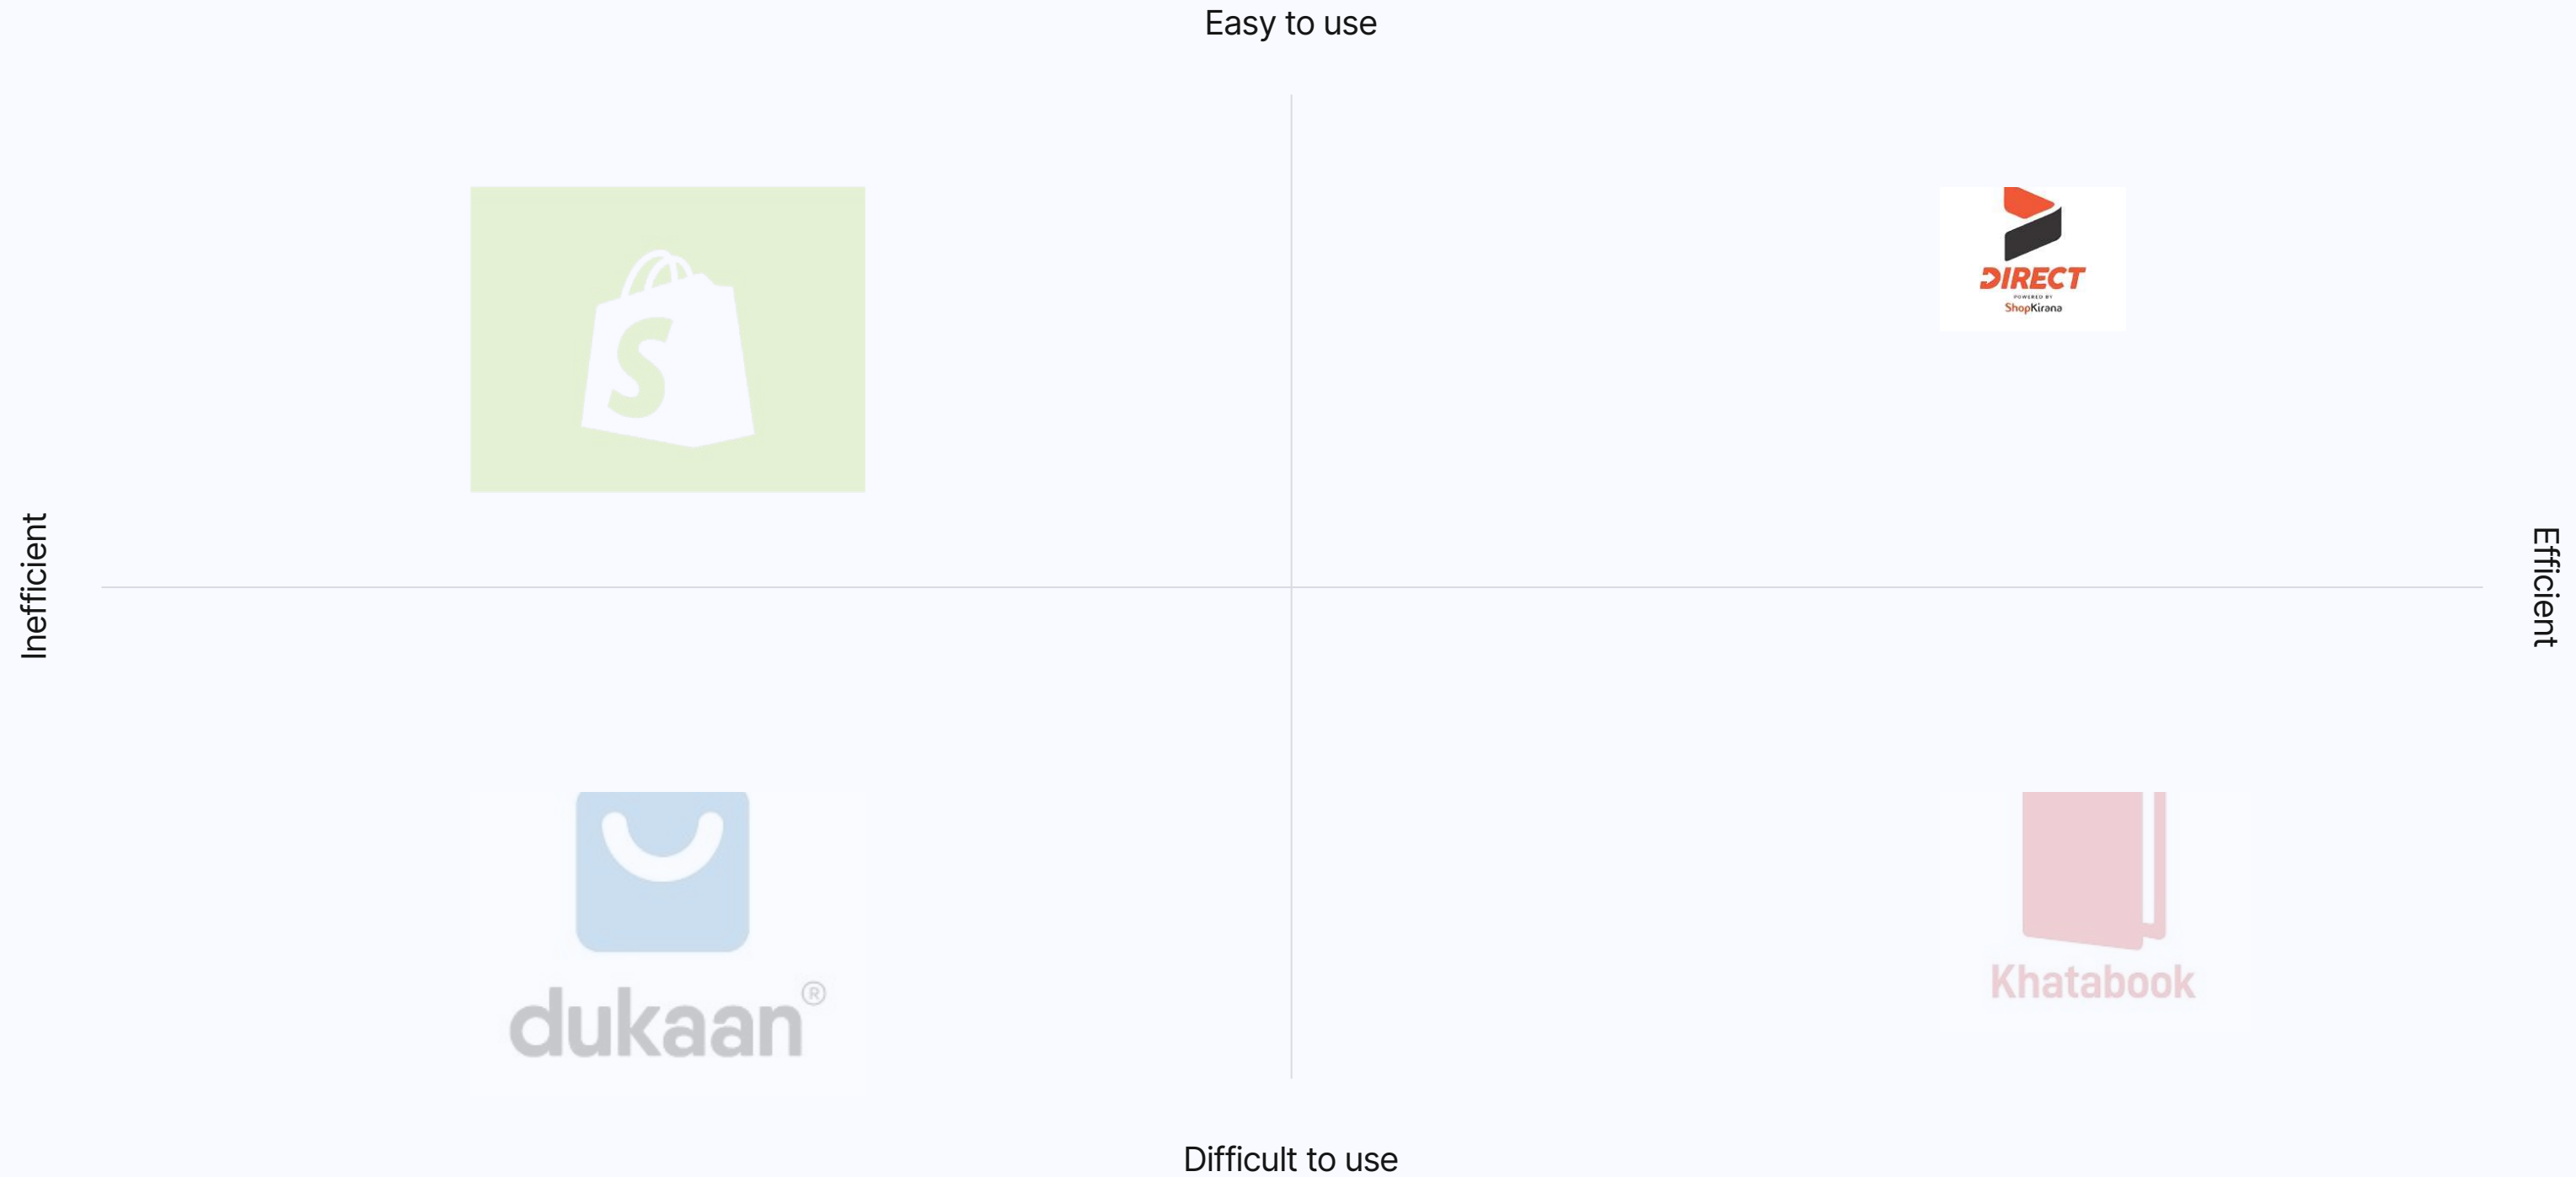 Easy to use
S
DIRECT
POWERED BY
ShopKirana
Inefficient
Efficient
dukaan®
Khatabook
Difficult to use